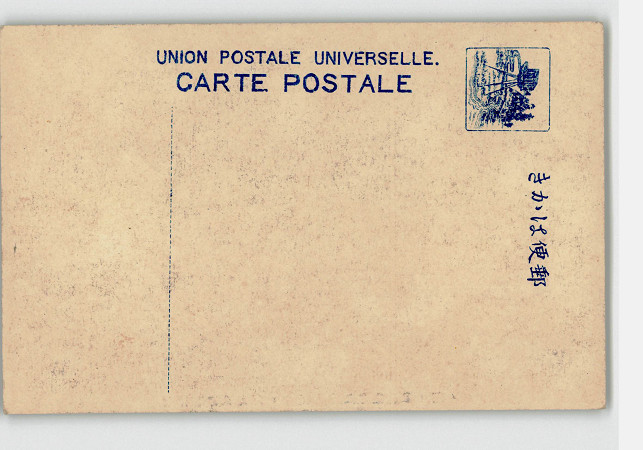 UNION POSTALE UNIVERSELLE.
CARTE POSTALE
きかは便郵